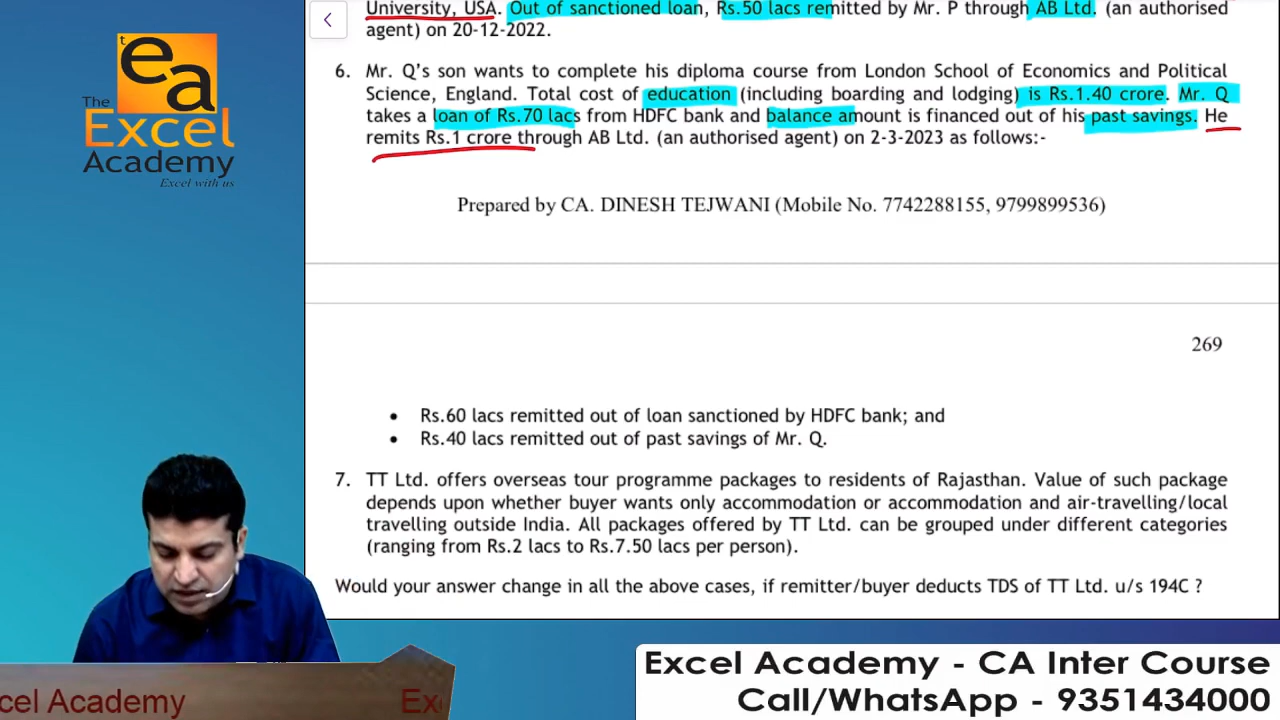 University, USA. Out of sanctioned loan, Rs.50 lacs remitted by Mr. P through AB Ltd. (an authorised
agent) on 20-12-2022.
6. Mr. Q's son wants to complete his diploma course from London School of Economics and Political
Science, England. Total cost of education (including boarding and lodging) is Rs.1.40 crore. Mr. Q
takes a loan of Rs.70 lacs from HDFC bank and balance amount is financed out of his past savings. He
remits Rs.1 crore through AB Ltd. (an authorised agent) on 2-3-2023 as follows:-
Prepared by CA. DINESH TEJWANI (Mobile No. 7742288155, 9799899536)
269
• Rs.60 lacs remitted out of loan sanctioned by HDFC bank; and
• Rs.40 lacs remitted out of past savings of Mr. Q.
7. TT Ltd. offers overseas tour programme packages to residents of Rajasthan. Value of such package
depends upon whether buyer wants only accommodation or accommodation and air-travelling/local
travelling outside India. All packages offered by TT Ltd. can be grouped under different categories
(ranging from Rs.2 lacs to Rs.7.50 lacs per person).
Would your answer change in all the above cases, if remitter/buyer deducts TDS of TT Ltd. u/s 194C ?
t
ea
The
Excel
Academy
Excel with us
cel Academy
Ex
Excel Academy - CA Inter Course
Call/WhatsApp - 9351434000